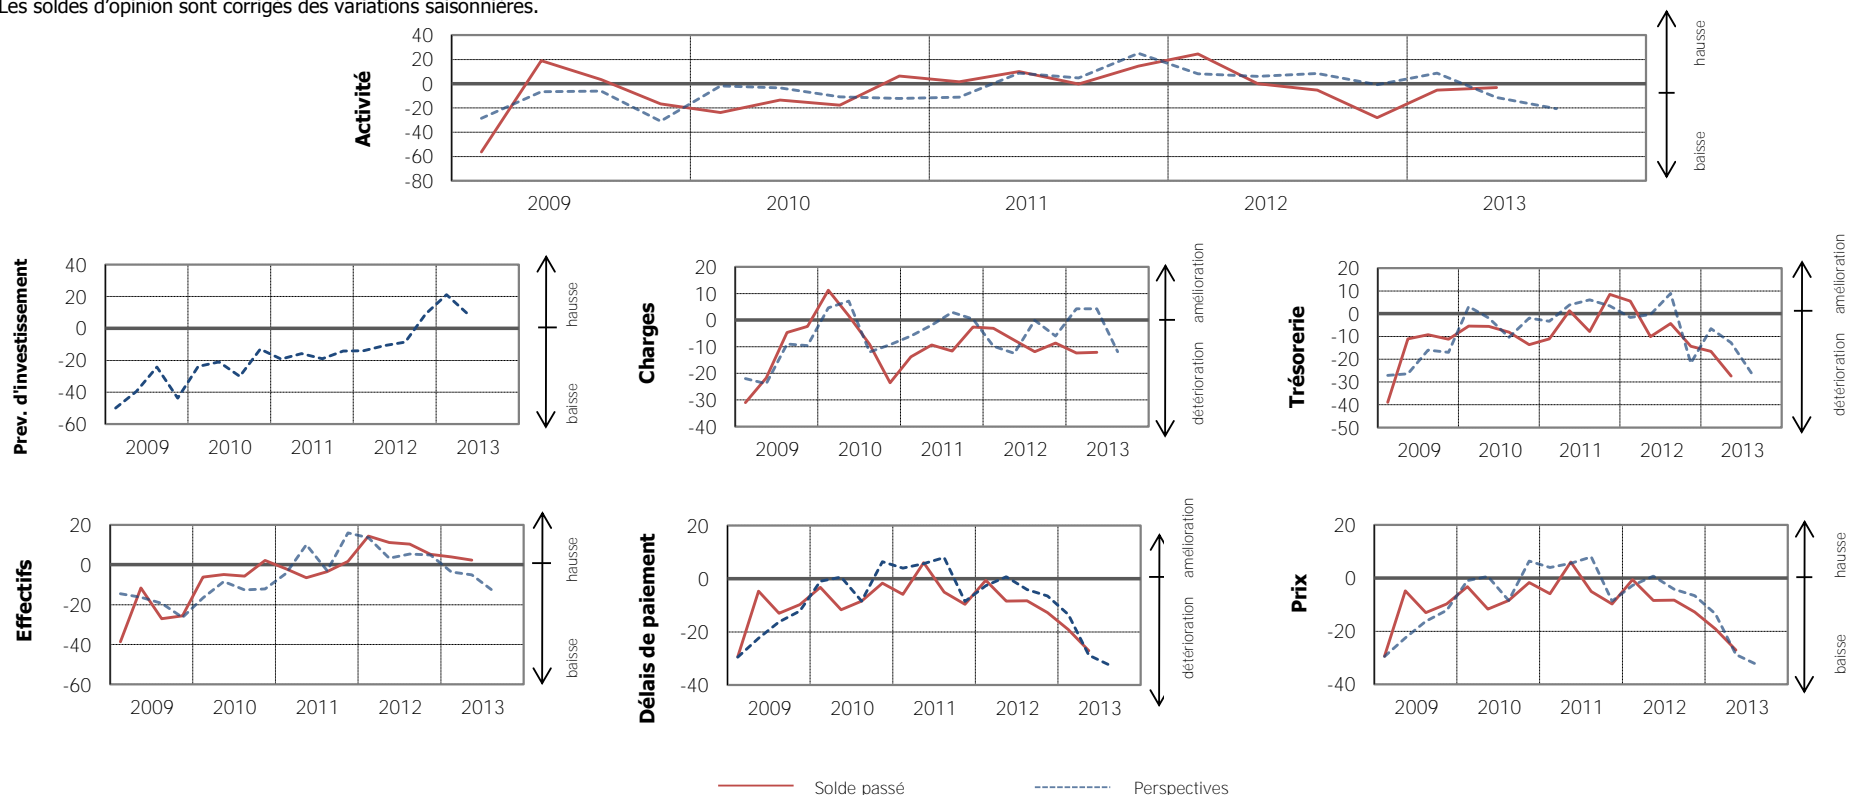 Les soldes d'opinion sont corrigés des variations saisonnières.
Activité
40
20
0
-20
-40
-60
-80
2009 2010 2011 2012 2013
hausse
baisse
Prev. d'investissement
40
20
0
-20
-40
-60
2009 2010 2011 2012 2013
hausse
baisse
Charges
20
10
0
-10
-20
-30
-40
2009 2010 2011 2012 2013
amélioration
détérioration
Trésorerie
20
10
0
-10
-20
-30
-40
-50
2009 2010 2011 2012 2013
amélioration
détérioration
Effectifs
20
0
-20
-40
-60
2009 2010 2011 2012 2013
hausse
baisse
Délais de paiement
20
0
-20
-40
2009 2010 2011 2012 2013
amélioration
détérioration
Prix
20
0
-20
-40
2009 2010 2011 2012 2013
hausse
baisse
Solde passé Perspectives